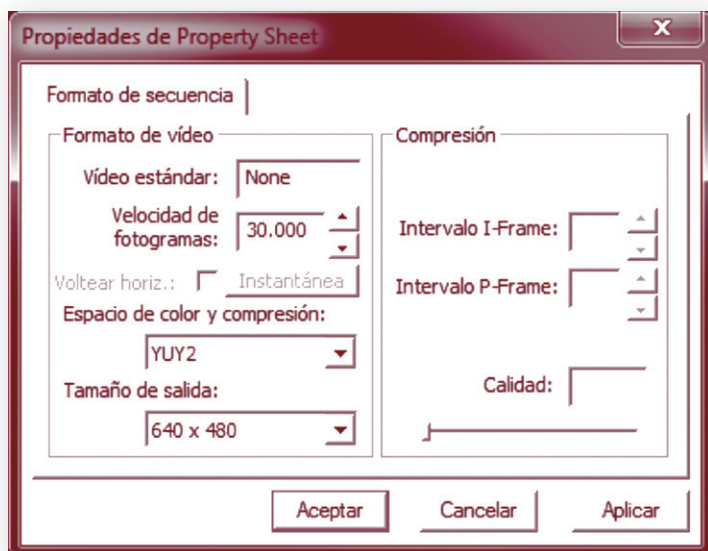 Propiedades de Property Sheet
x
Formato de secuencia
Formato de vídeo
Vídeo estándar: None
Velocidad de
fotogramas: 30.000
Voltear horiz.: Instantánea
Espacio de color y compresión:
YUY2
Tamaño de salida:
640 x 480
Compresión
Intervalo I-Frame:
Intervalo P-Frame:
Calidad:
Aceptar Cancelar Aplicar